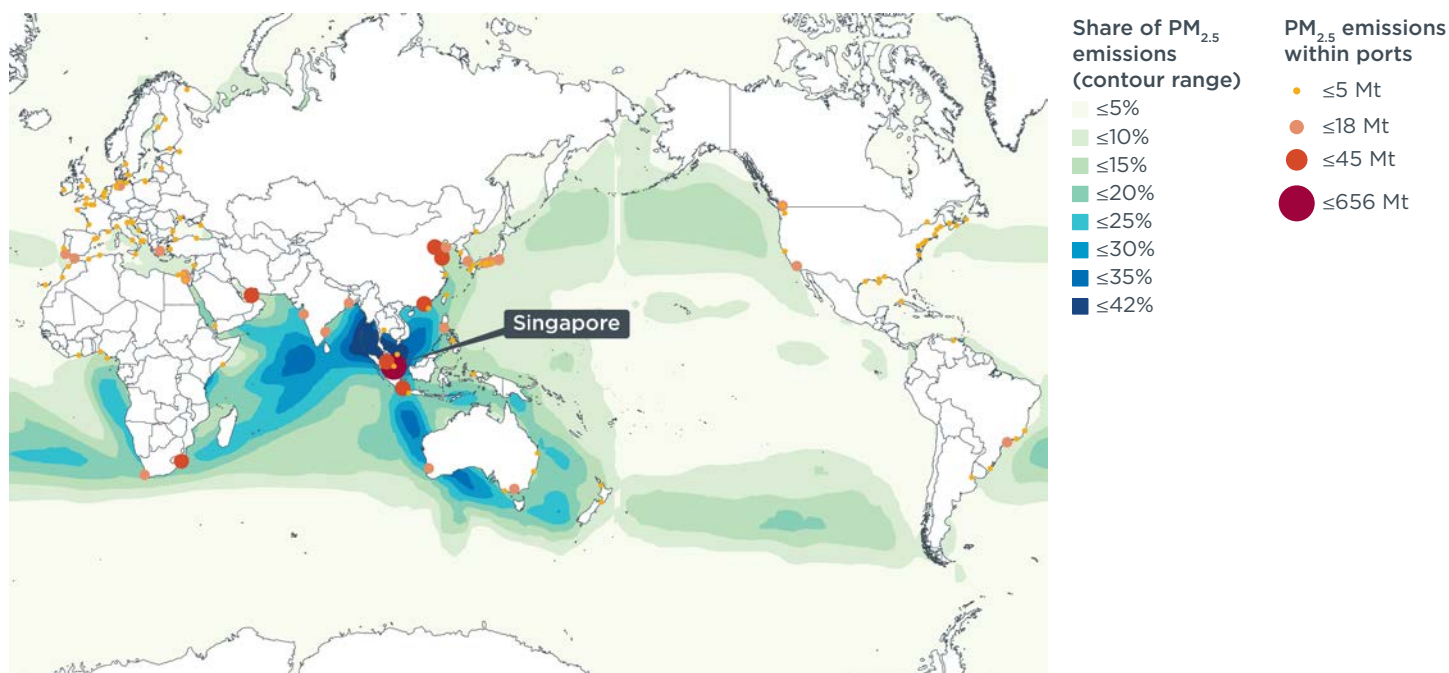 Singapore
Share of PM2.5
emissions
(contour range)
≤5%
≤10%
≤15%
≤20%
≤25%
≤30%
≤35%
≤42%
PM2.5 emissions
within ports
≤5 Mt
≤18 Mt
≤45 Mt
≤656 Mt